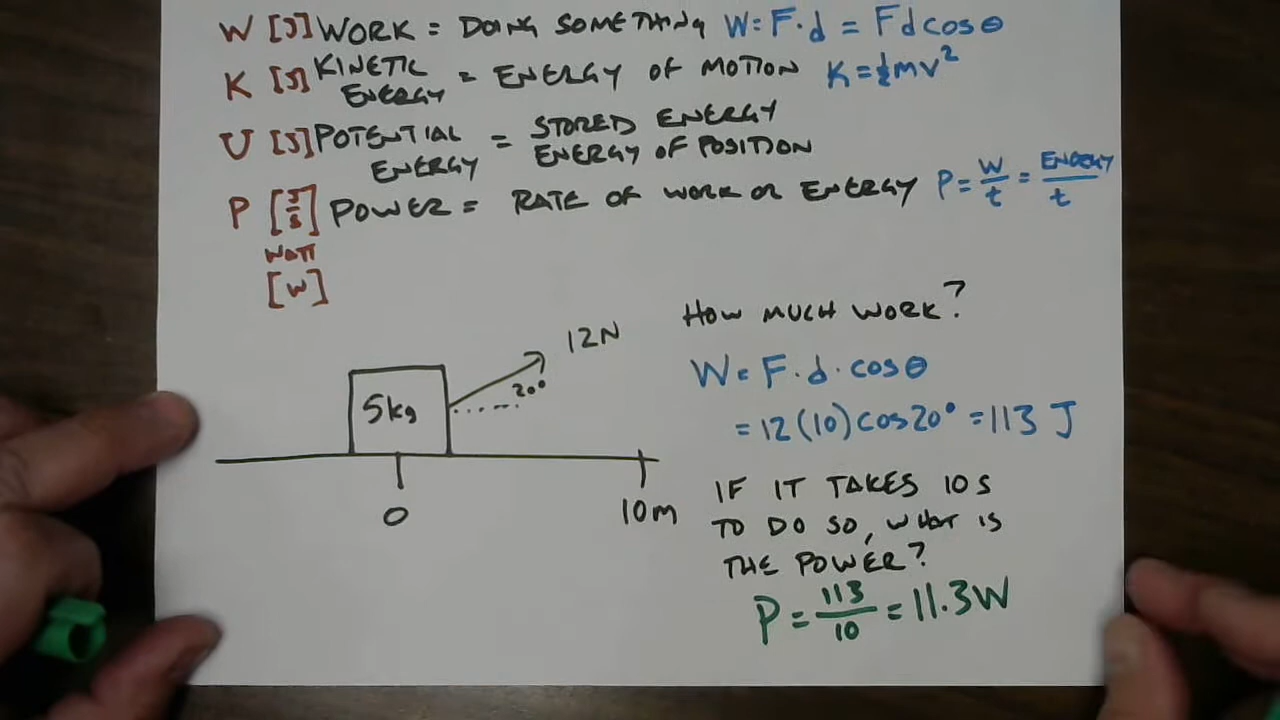 W [J] WORK = DOING SOMETHING W = F · d = Fd cos θ
K [J] KINETIC ENERGY = ENERGY OF MOTION K = ½mv²
U [J] POTENTIAL ENERGY = STORED ENERGY
ENERGY OF POSITION
P [J/s] POWER = RATE OF WORK OR ENERGY P = W/t = ENERGY/t
WATT
[W]
HOW MUCH WORK?
12N
20°
5kg
W = F · d · cos θ
= 12(10) cos 20° = 113 J
0
10m
IF IT TAKES 10 S
TO DO SO, WHAT IS
THE POWER?
P = 113/10 = 11.3W